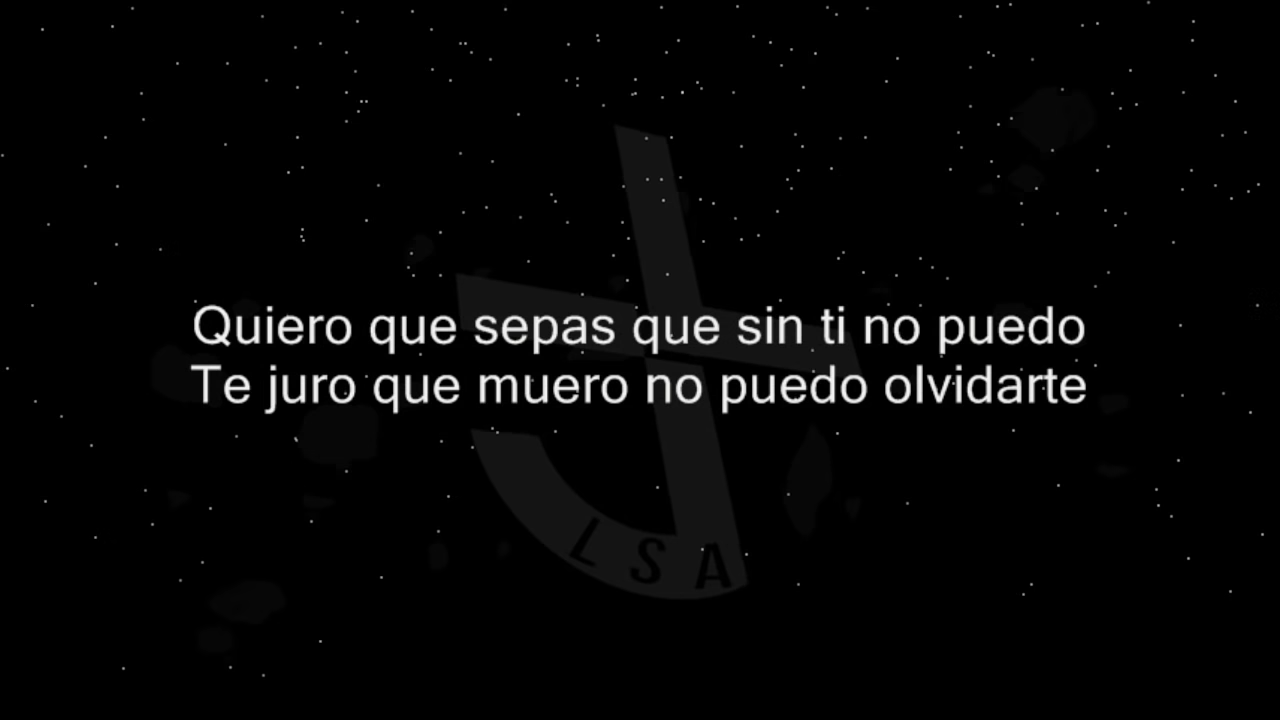 Quiero que sepas que sin ti no puedo
Te juro que muero no puedo olvidarte
L S A